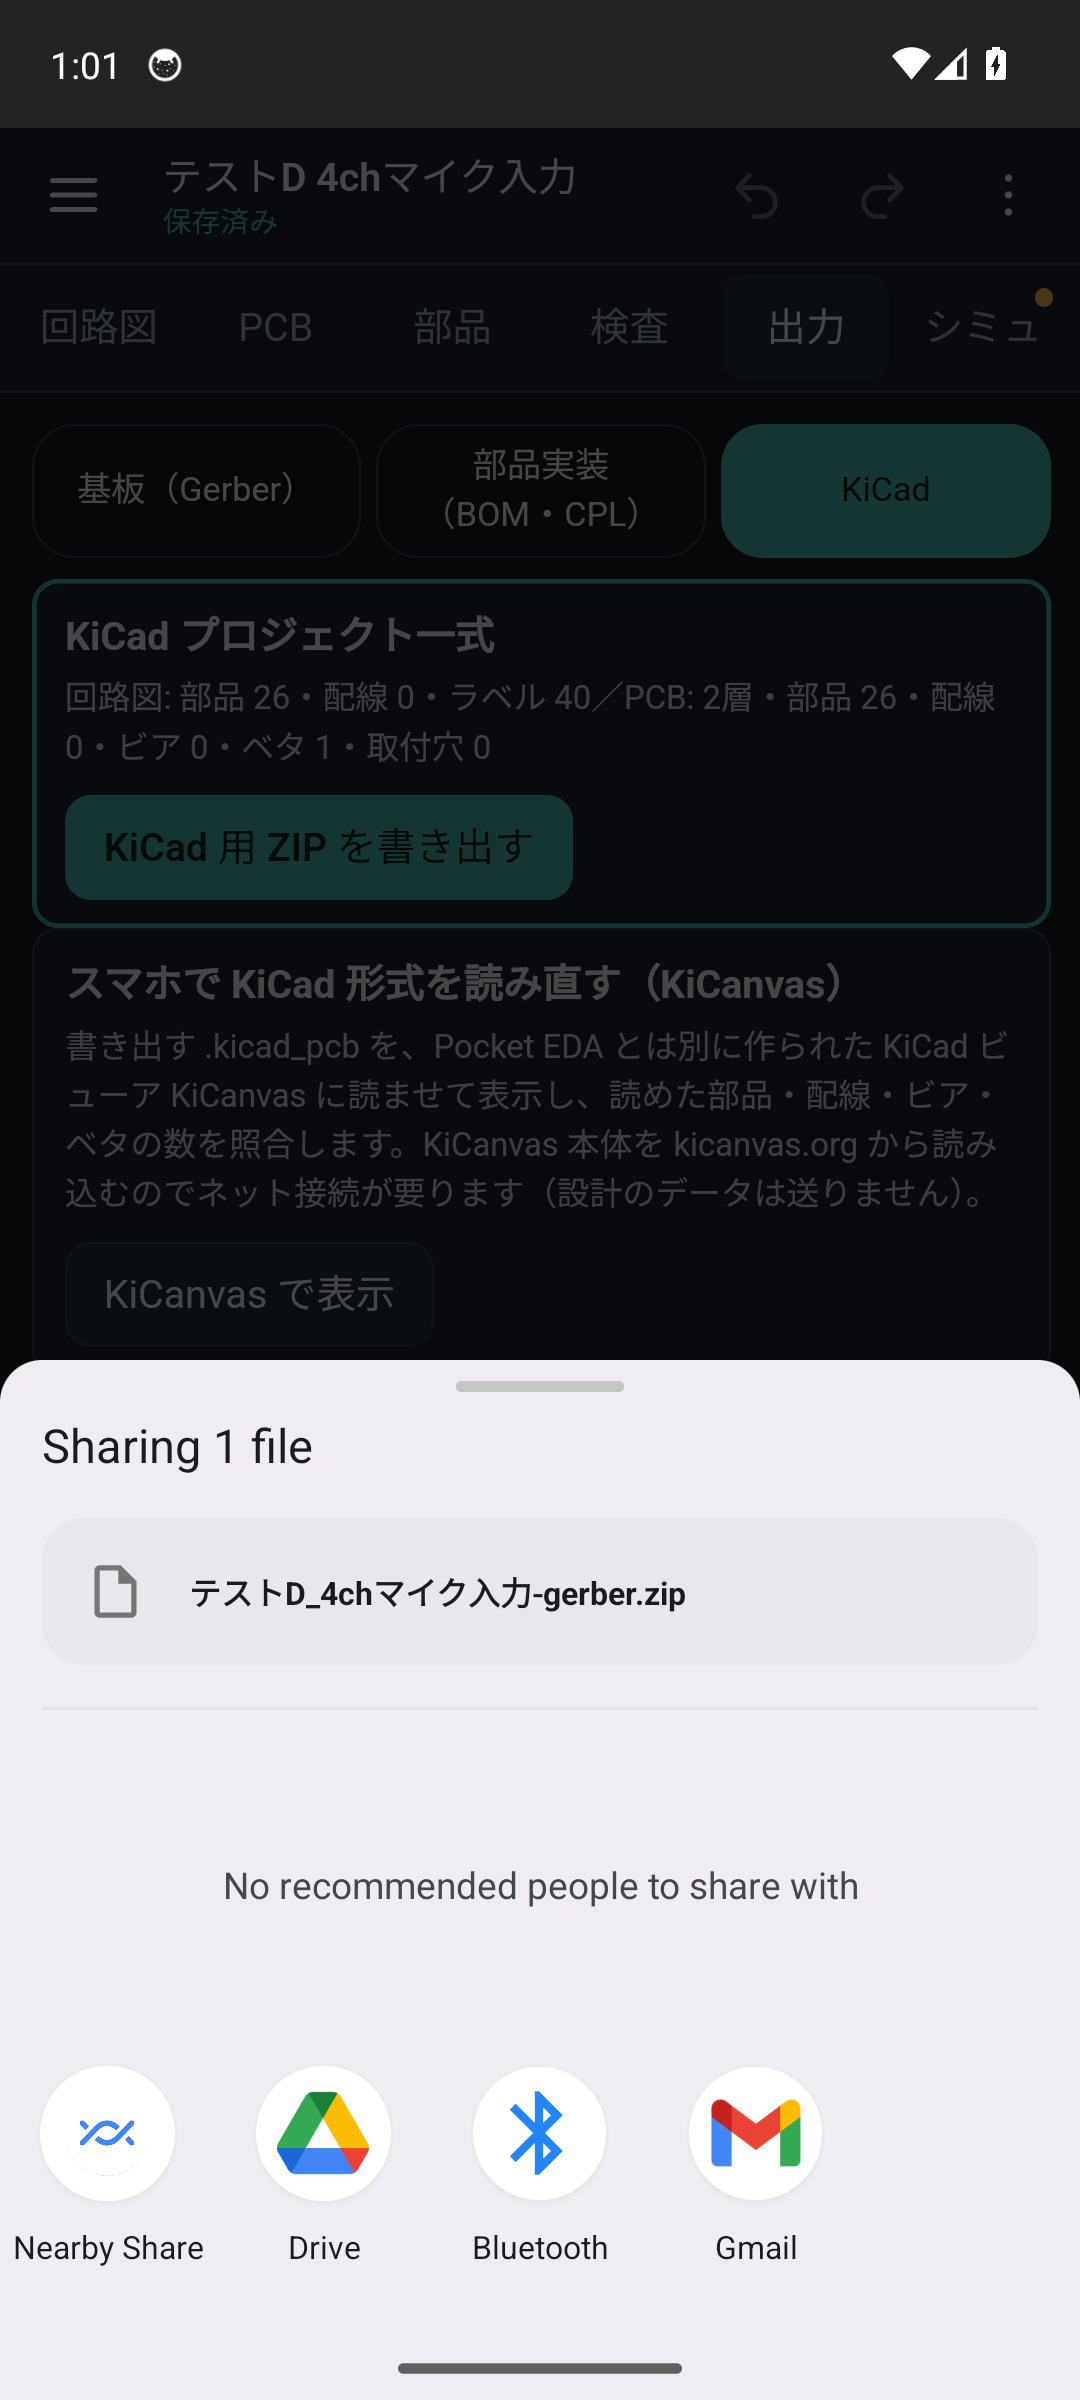 1:01
テストD 4chマイク入力
保存済み
回路図 PCB 部品 検査 出力 シミュ
基板（Gerber） 部品実装（BOM・CPL） KiCad
KiCad プロジェクト一式
回路図: 部品 26・配線 0・ラベル 40／PCB: 2層・部品 26・配線
0・ビア 0・ベタ 1・取付穴 0
KiCad 用 ZIP を書き出す
スマホで KiCad 形式を読み直す（KiCanvas）
書き出す .kicad_pcb を、Pocket EDA とは別に作られた KiCad ビ
ューア KiCanvas に読ませて表示し、読めた部品・配線・ビア・
ベタの数を照合します。KiCanvas 本体を kicanvas.org から読み
込むのでネット接続が要ります（設計のデータは送りません）。
KiCanvas で表示
Sharing 1 file
テストD_4chマイク入力-gerber.zip
No recommended people to share with
Nearby Share Drive Bluetooth Gmail